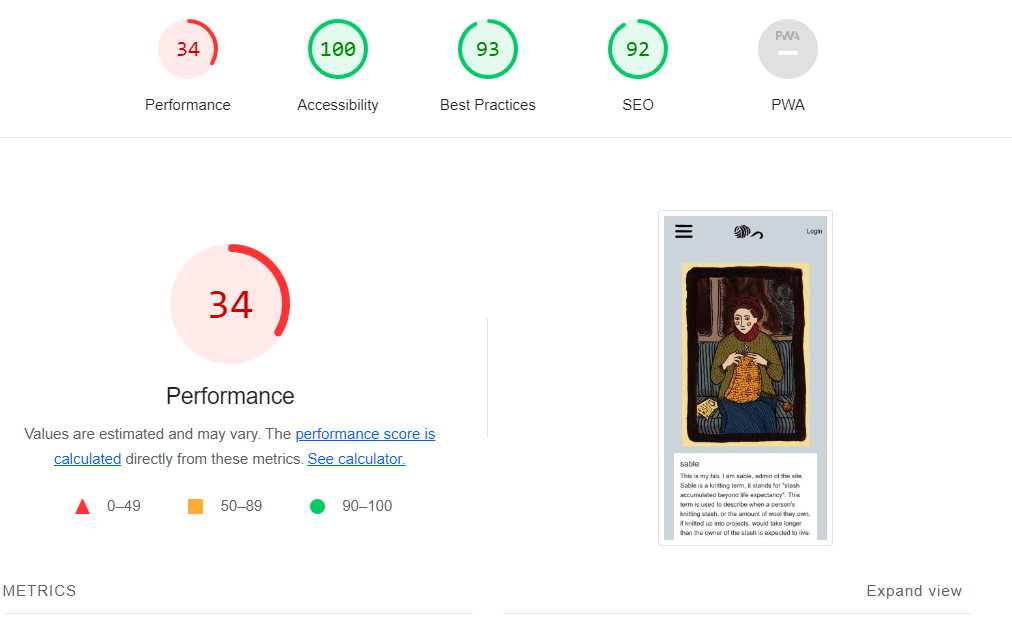 34
100
93
92
PWA
Performance
Accessibility
Best Practices
SEO
PWA
34
Performance
Values are estimated and may vary. The performance score is
calculated directly from these metrics. See calculator.
0–49
50–89
90–100
Login
sable
This is my bio. I am sable, admin of the site.
Sable is a knitting term, it stands for "stash
accumulated beyond life expectancy". This
term is used to describe when a person's
knitting stash, or the amount of wool they own,
if knitted up into projects, would take longer
than the owner of the stash is expected to live.
METRICS
Expand view